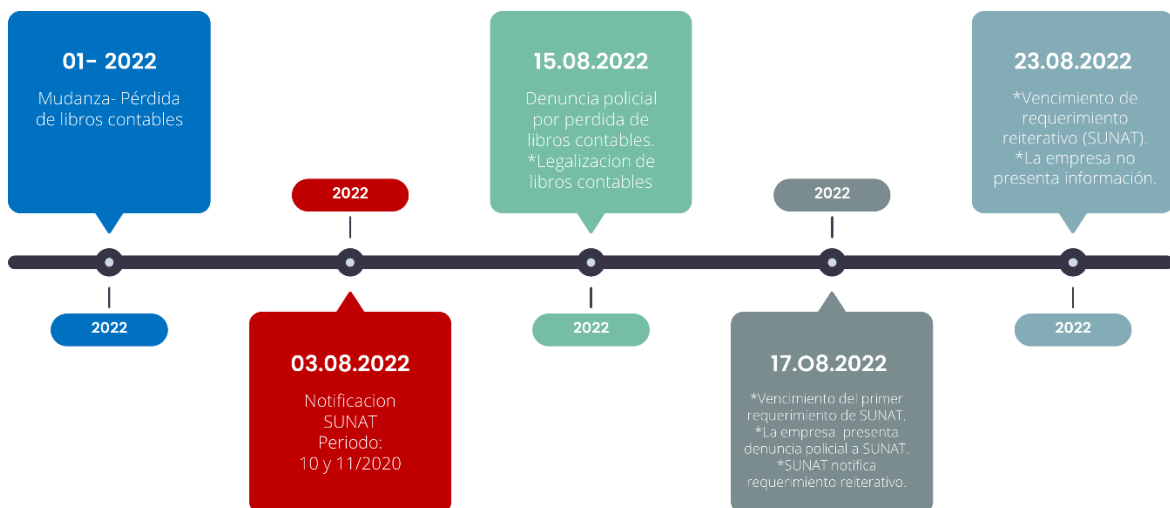 01- 2022
Mudanza- Pérdida
de libros contables
2022
2022
03.08.2022
Notificacion
SUNAT
Periodo:
10 y 11/2020
15.08.2022
Denuncia policial
por perdida de
libros contables.
*Legalizacion de
libros contables
2022
2022
17.O8.2022
*Vencimiento del primer
requerimiento de SUNAT.
*La empresa presenta
denuncia policial a SUNAT.
*SUNAT notifica
requerimiento reiterativo.
23.08.2022
*Vencimiento de
requerimiento
reiterativo (SUNAT).
*La empresa no
presenta información.
2022